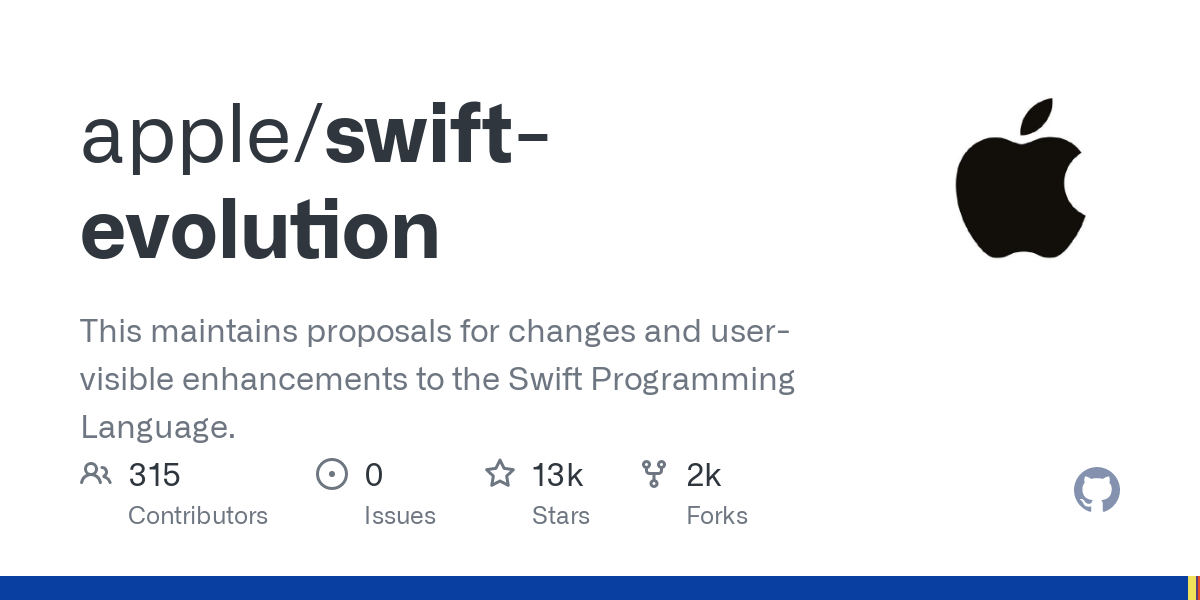 apple/swift-
evolution
This maintains proposals for changes and user-
visible enhancements to the Swift Programming
Language.
315 0 13k 2k
Contributors Issues Stars Forks